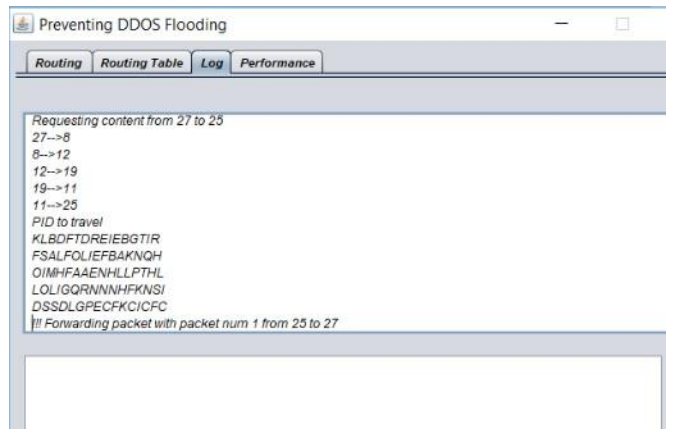 Preventing DDOS Flooding
Routing Routing Table Log Performance
Requesting content from 27 to 25
27-->8
8-->12
12-->19
19-->11
11-->25
PID to travel
KLBDFTDREIEBGTIR
FSALFOLIEFBAKNQH
OIMHFAAENHLLPTHL
LOLIGQRNNNHFKNSI
DSSDLGPECFKCICFC
!!! Forwarding packet with packet num 1 from 25 to 27